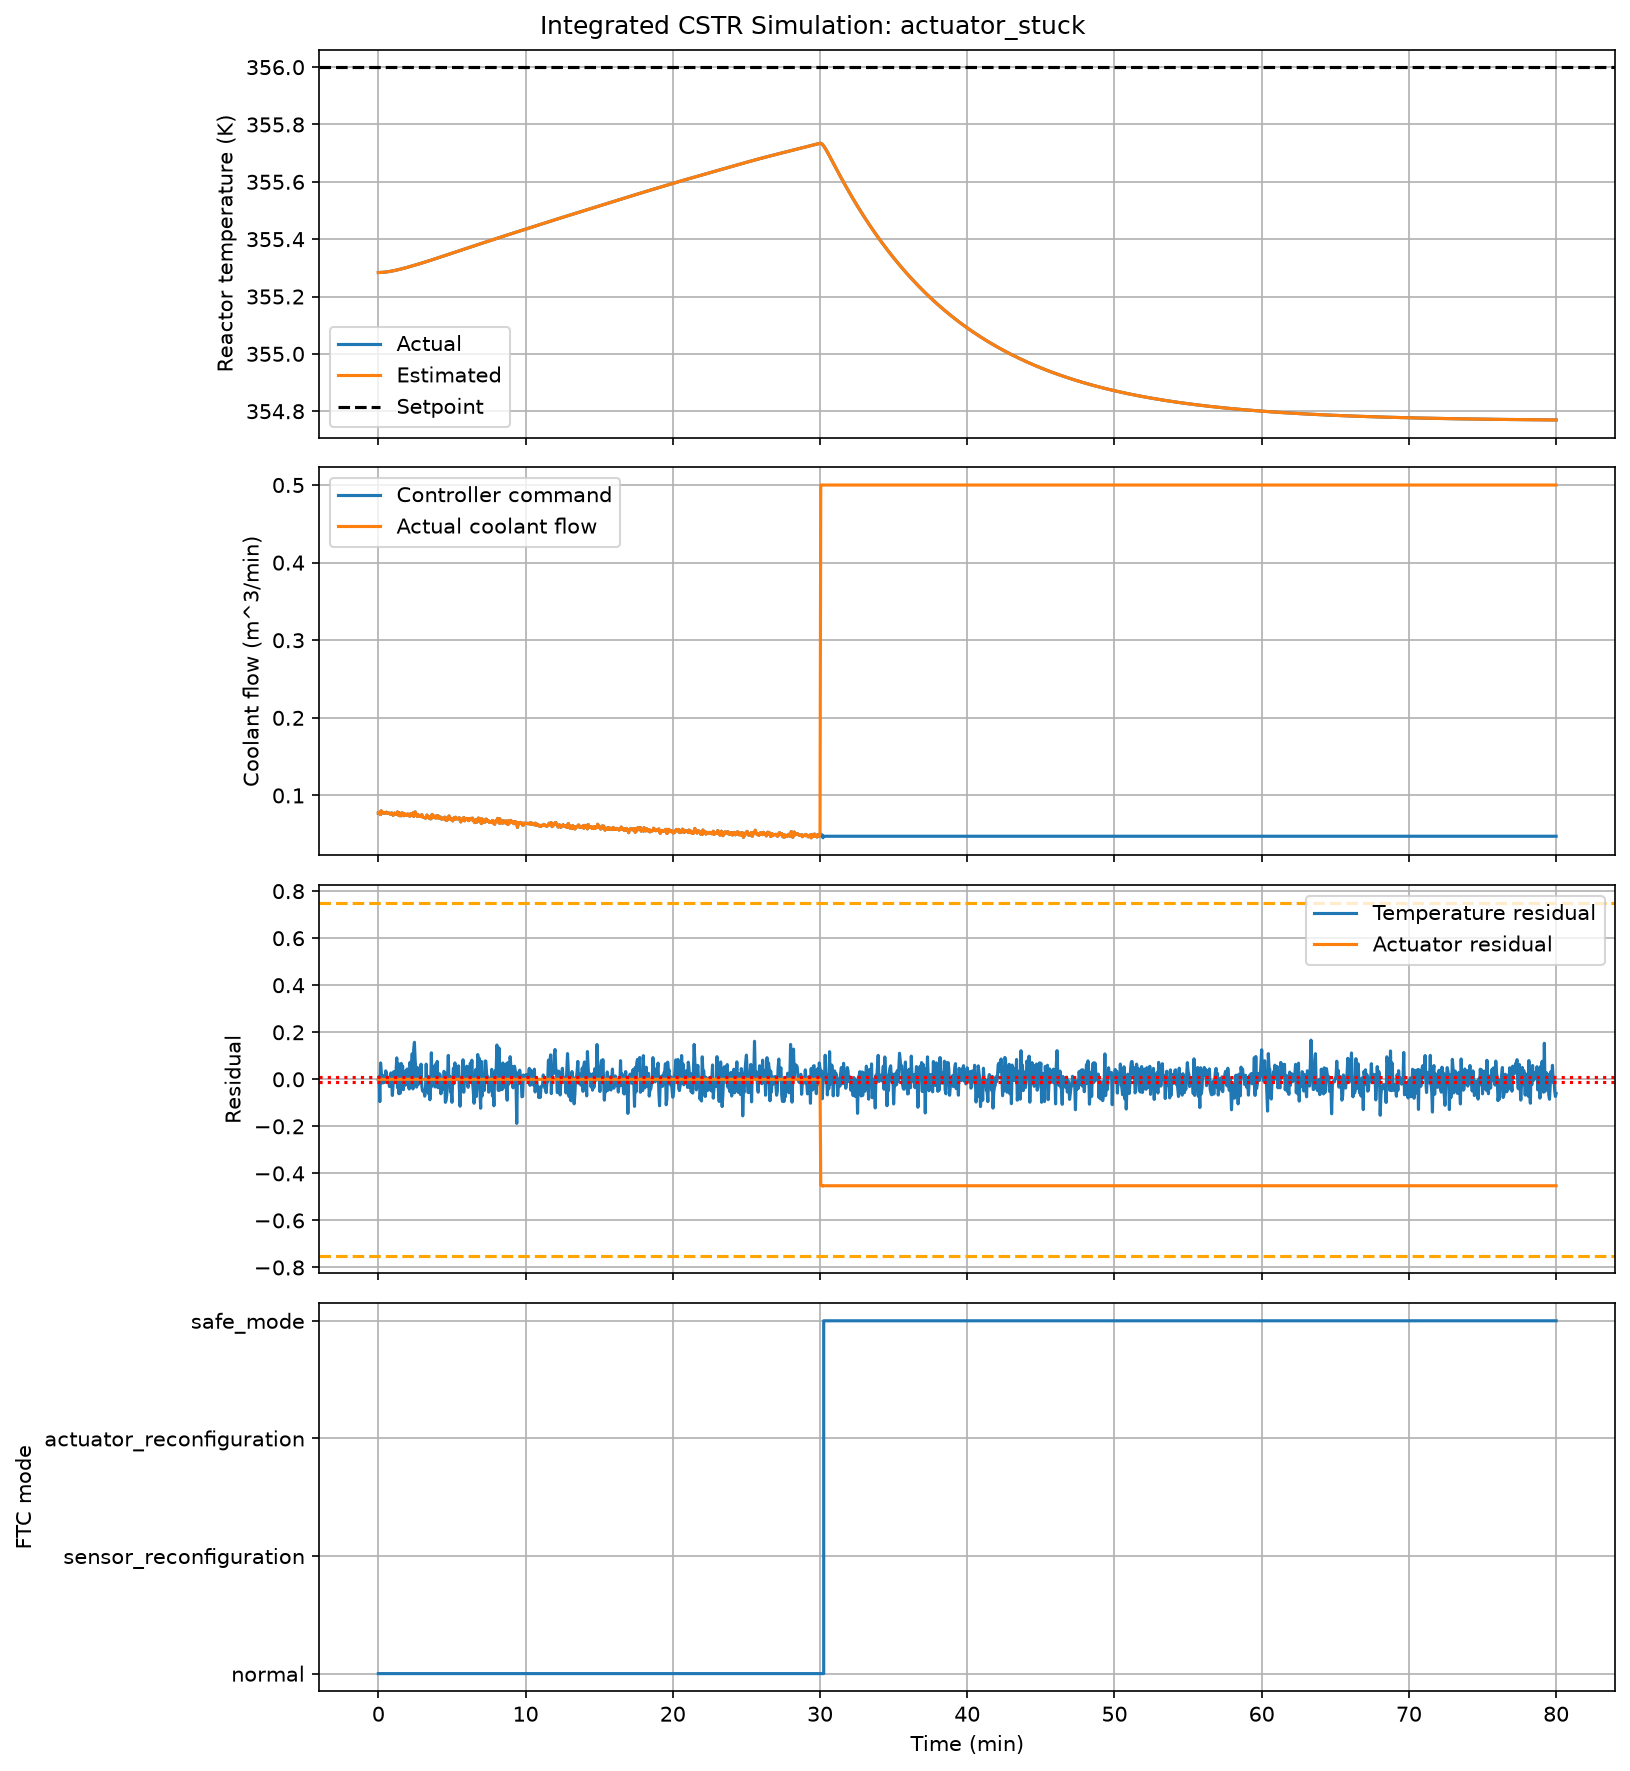 Integrated CSTR Simulation: actuator_stuck
Reactor temperature (K)
356.0
355.8
355.6
355.4
355.2
355.0
354.8
Actual
Estimated
Setpoint
Coolant flow (m^3/min)
0.5
0.4
0.3
0.2
0.1
Controller command
Actual coolant flow
Residual
0.8
0.6
0.4
0.2
0.0
−0.2
−0.4
−0.6
−0.8
Temperature residual
Actuator residual
FTC mode
safe_mode
actuator_reconfiguration
sensor_reconfiguration
normal
0 10 20 30 40 50 60 70 80
Time (min)